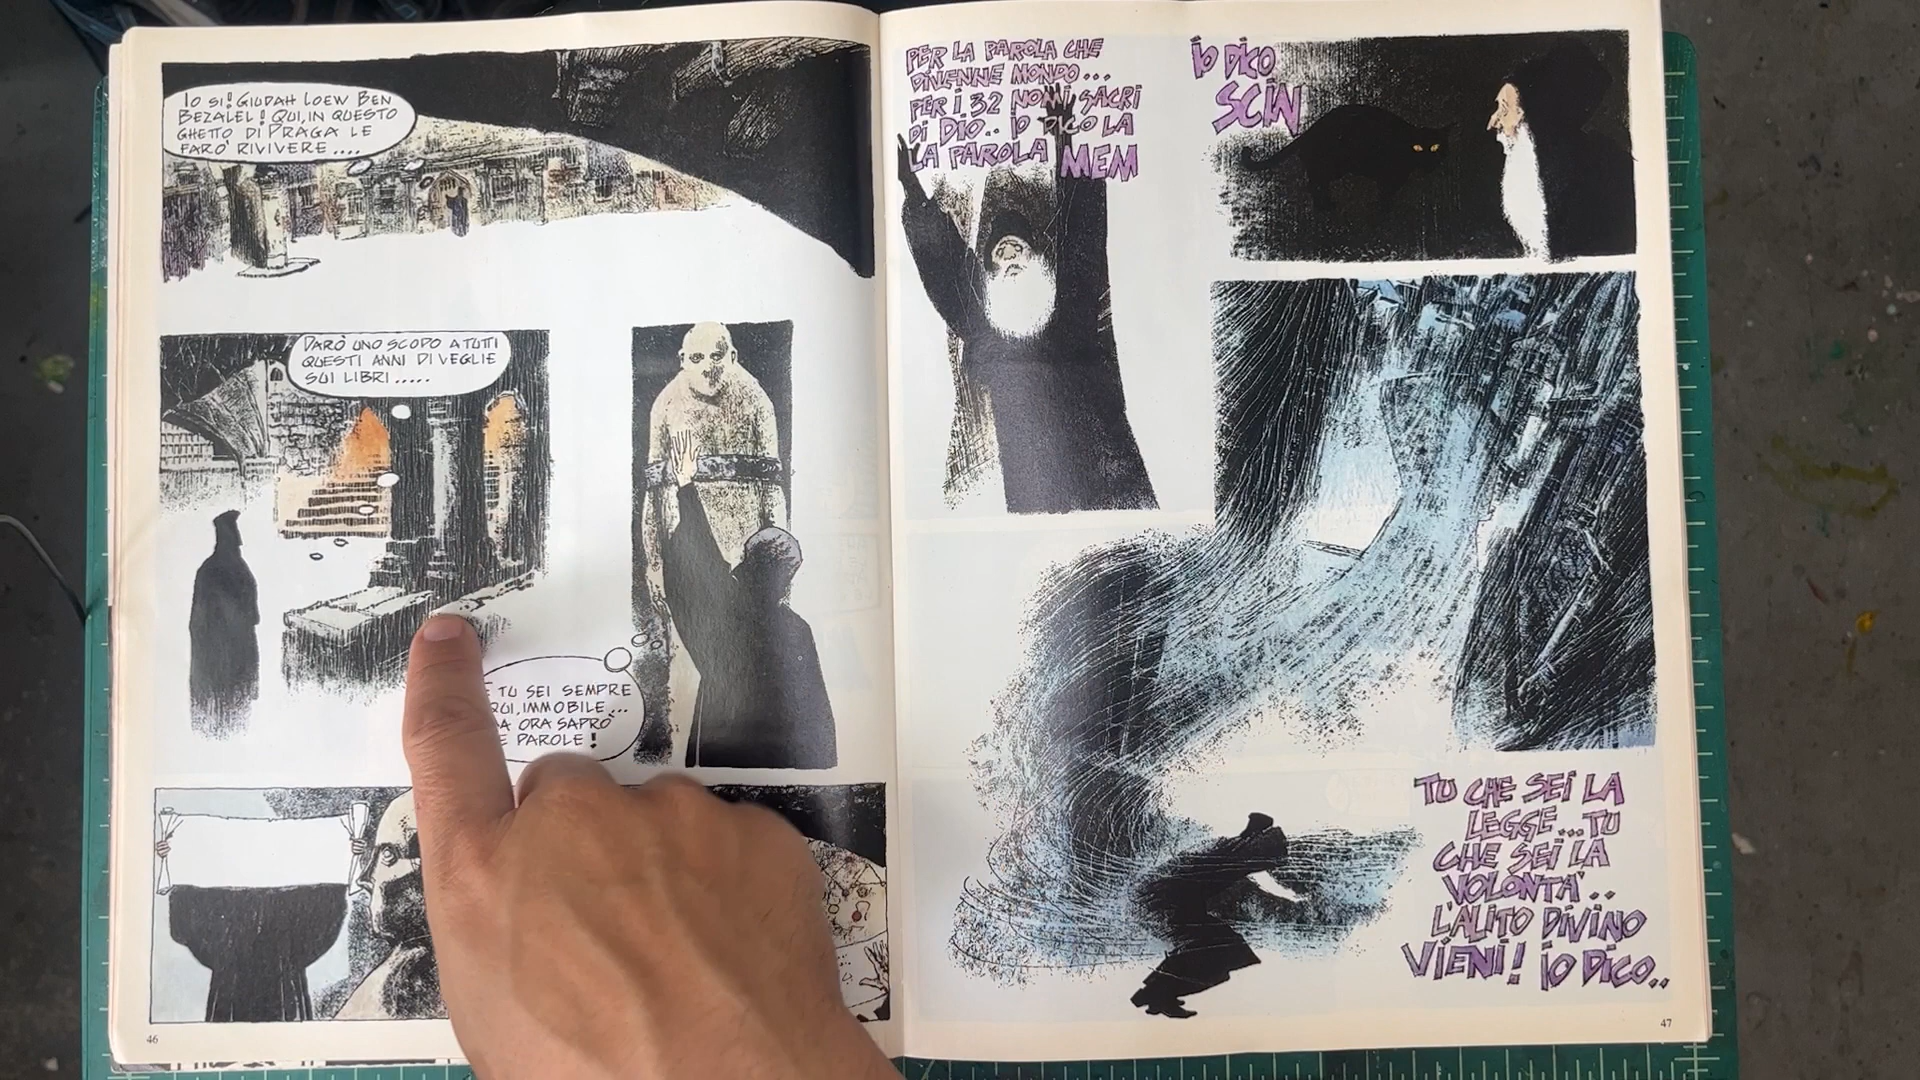 IO SI! GIUDAH LOEW BEN
BEZALEL! QUI, IN QUESTO
GHETTO DI PRAGA LE
FARO' RIVIVERE....
DARÒ UNO SCOPO A TUTTI
QUESTI ANNI DI VEGLIE
SUI LIBRI.....
TU SEI SEMPRE
QUI, IMMOBILE...
ORA SAPRO'
PAROLE!
46
PER LA PAROLA CHE
DIVENNE MONDO...
PER I 32 NOMI SACRI
DI DIO.. IO DICO LA
LA PAROLA MEM
IO DICO
SCIN
TU CHE SEI LA
LEGGE...TU
CHE SEI LA
VOLONTA'..
L'ALITO DIVINO
VIENI! IO DICO..
47